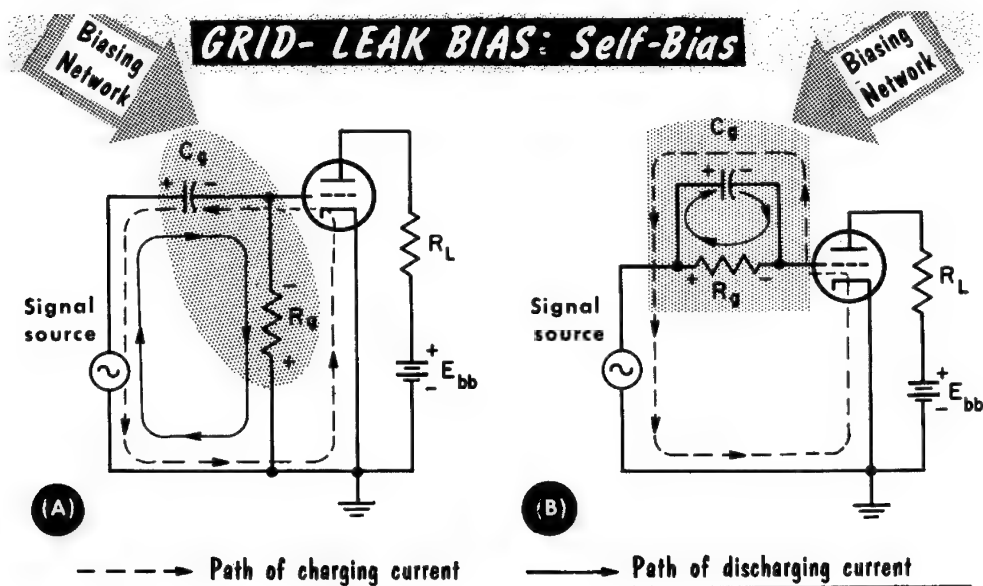 GRID- LEAK BIAS: Self-Bias
Biasing
Network
Biasing
Network
Cg
+ -
Signal
source
-
Rg
+
RL
+
Ebb
-
(A)
Cg
+ -
+ Rg -
Signal
source
RL
+
Ebb
-
(B)
Path of charging current
Path of discharging current